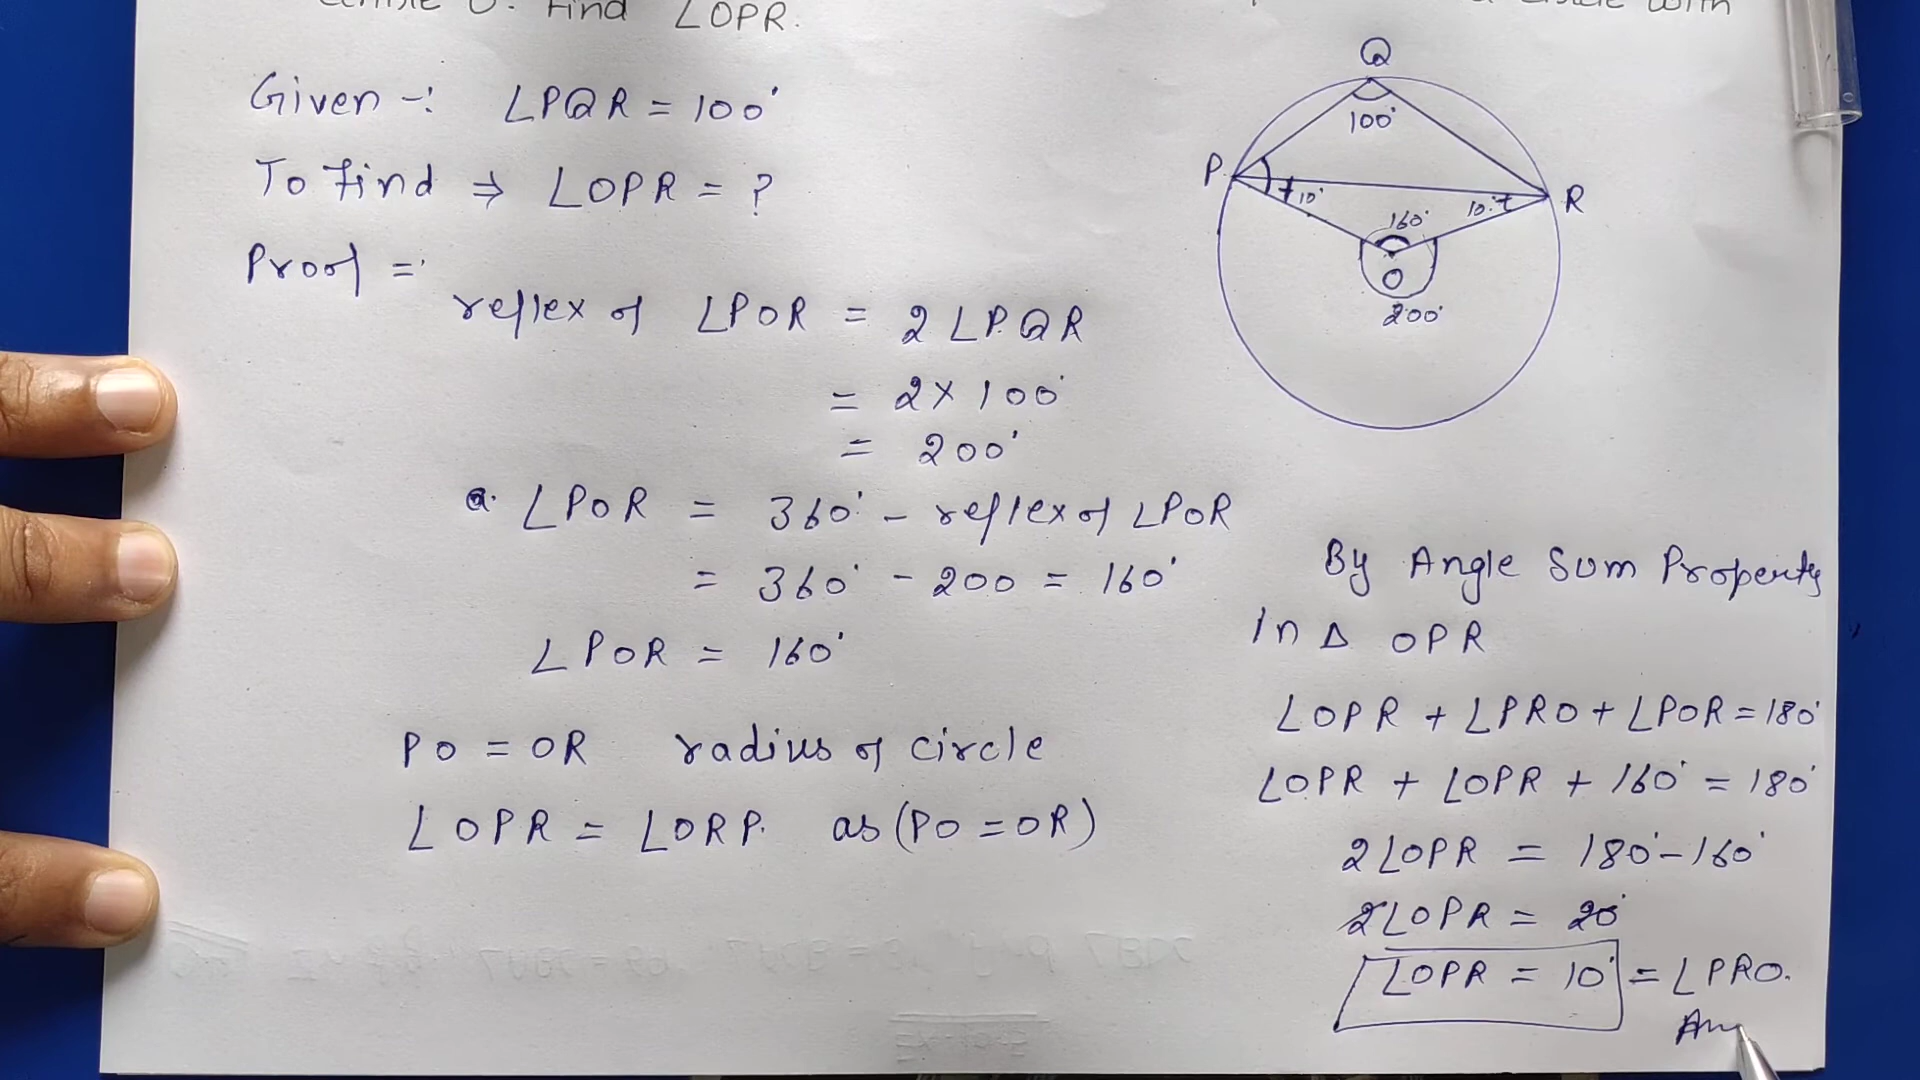 Centre O. Find ∠OPR. circle with
Given -: ∠PQR = 100°
To find ⇒ ∠OPR = ?
Proof =
reflex of ∠POR = 2 ∠PQR
= 2 × 100°
= 200°
∠POR = 360° - reflex of ∠POR
= 360° - 200 = 160°
∠POR = 160°
PO = OR radius of circle
∠OPR = ∠ORP. as (PO = OR)
Q
100°
P
R
10°
10°
160°
O
200°
By Angle Sum Property
In Δ OPR
∠OPR + ∠PRO + ∠POR = 180°
∠OPR + ∠OPR + 160° = 180°
2∠OPR = 180° - 160°
2∠OPR = 20°
∠OPR = 10° = ∠PRO.